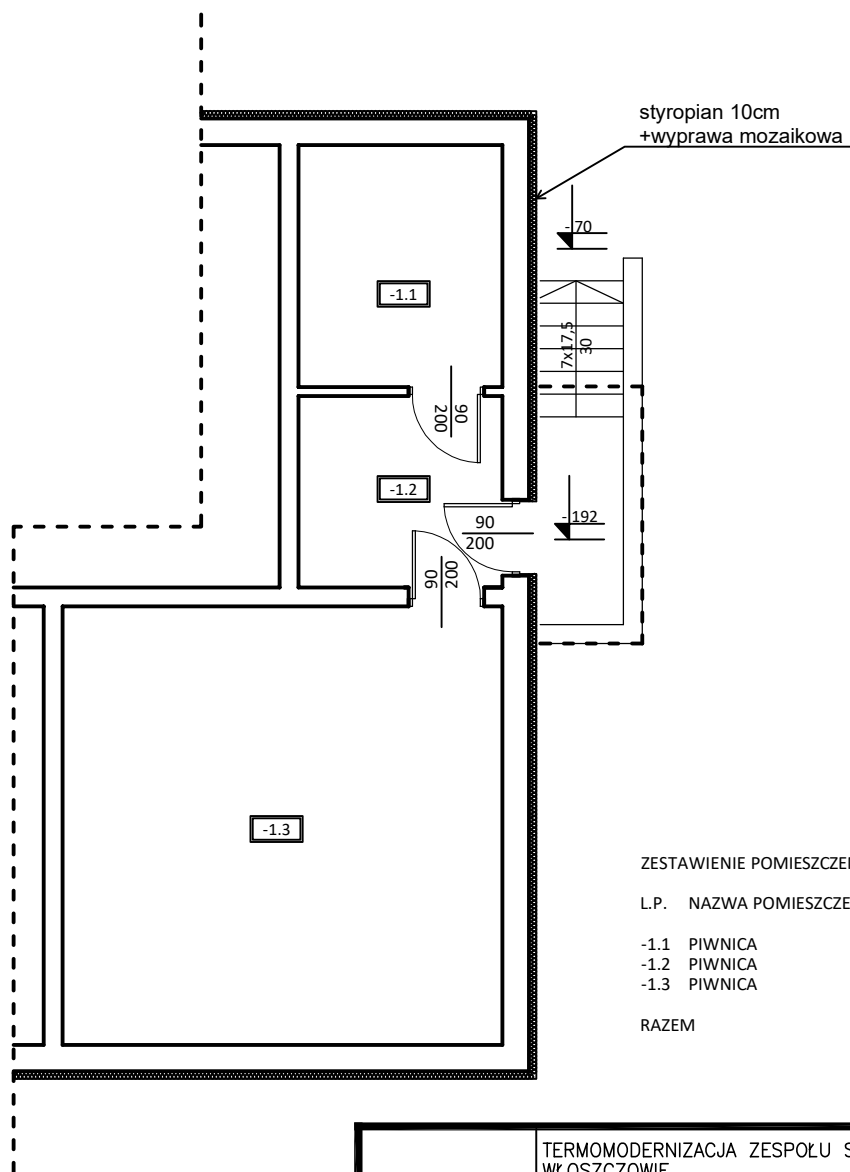 styropian 10cm
+wyprawa mozaikowa
-70
-1.1
7x17,5
30
90
200
-1.2
90
200
-192
90
200
-1.3
ZESTAWIENIE POMIESZCZE
L.P. NAZWA POMIESZCZE
-1.1 PIWNICA
-1.2 PIWNICA
-1.3 PIWNICA
RAZEM
TERMOMODERNIZACJA ZESPOŁU S
WŁOSZCZOWIE